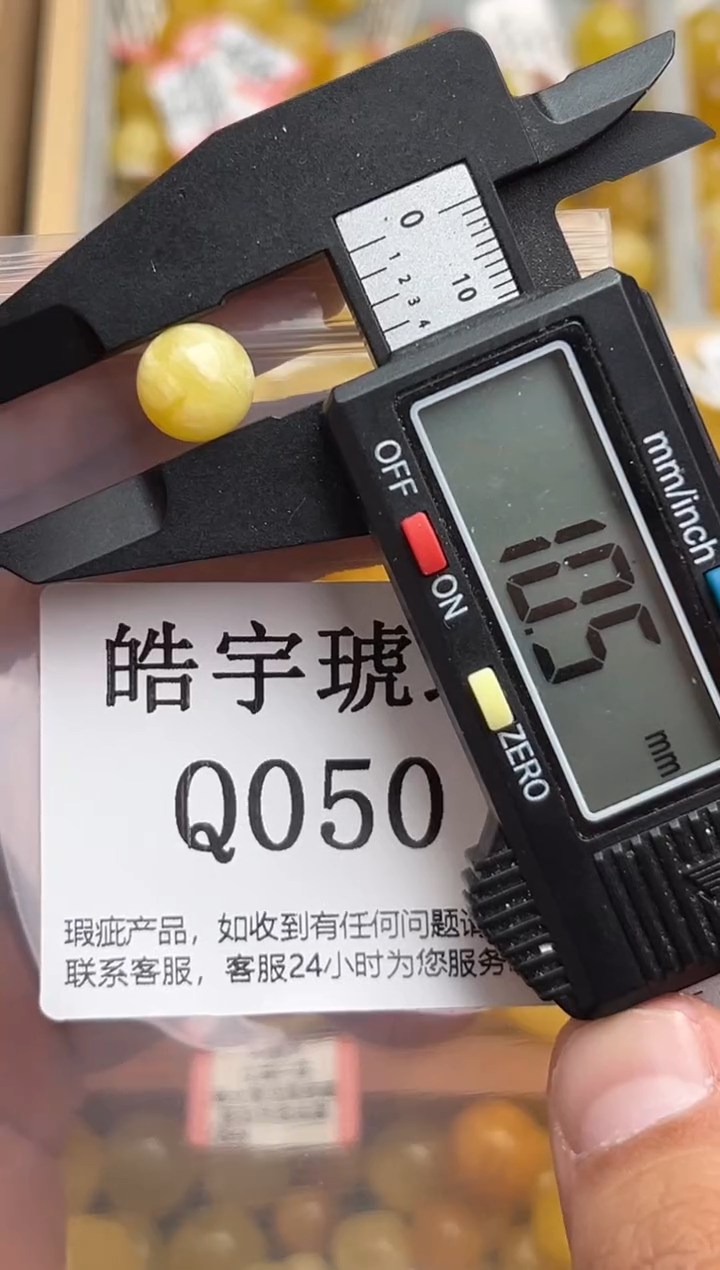 0
1
2
3
4
10
OFF
ON
mm/inch
10.5
mm
ZERO
皓宇琥
Q050
瑕疵产品，如收到有任何问题请
联系客服，客服24小时为您服务